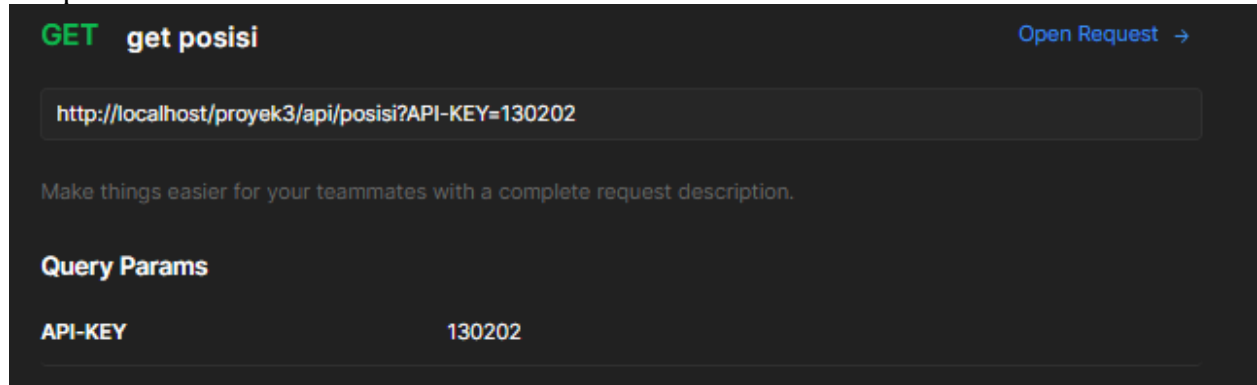 GET get posisi Open Request →
http://localhost/proyek3/api/posisi?API-KEY=130202
Make things easier for your teammates with a complete request description.
Query Params
API-KEY 130202